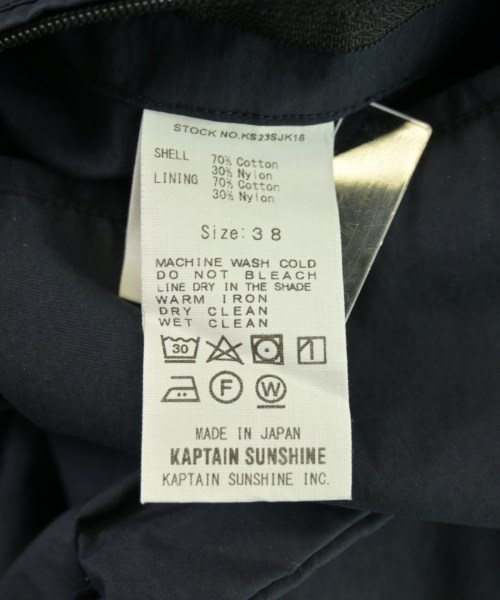 STOCK NO.KS23SJK16
SHELL 70% Cotton
30% Nylon
LINING 70% Cotton
30% Nylon
Size:38
MACHINE WASH COLD
DO NOT BLEACH
LINE DRY IN THE SHADE
WARM IRON
DRY CLEAN
WET CLEAN
30
F W
MADE IN JAPAN
KAPTAIN SUNSHINE
KAPTAIN SUNSHINE INC.